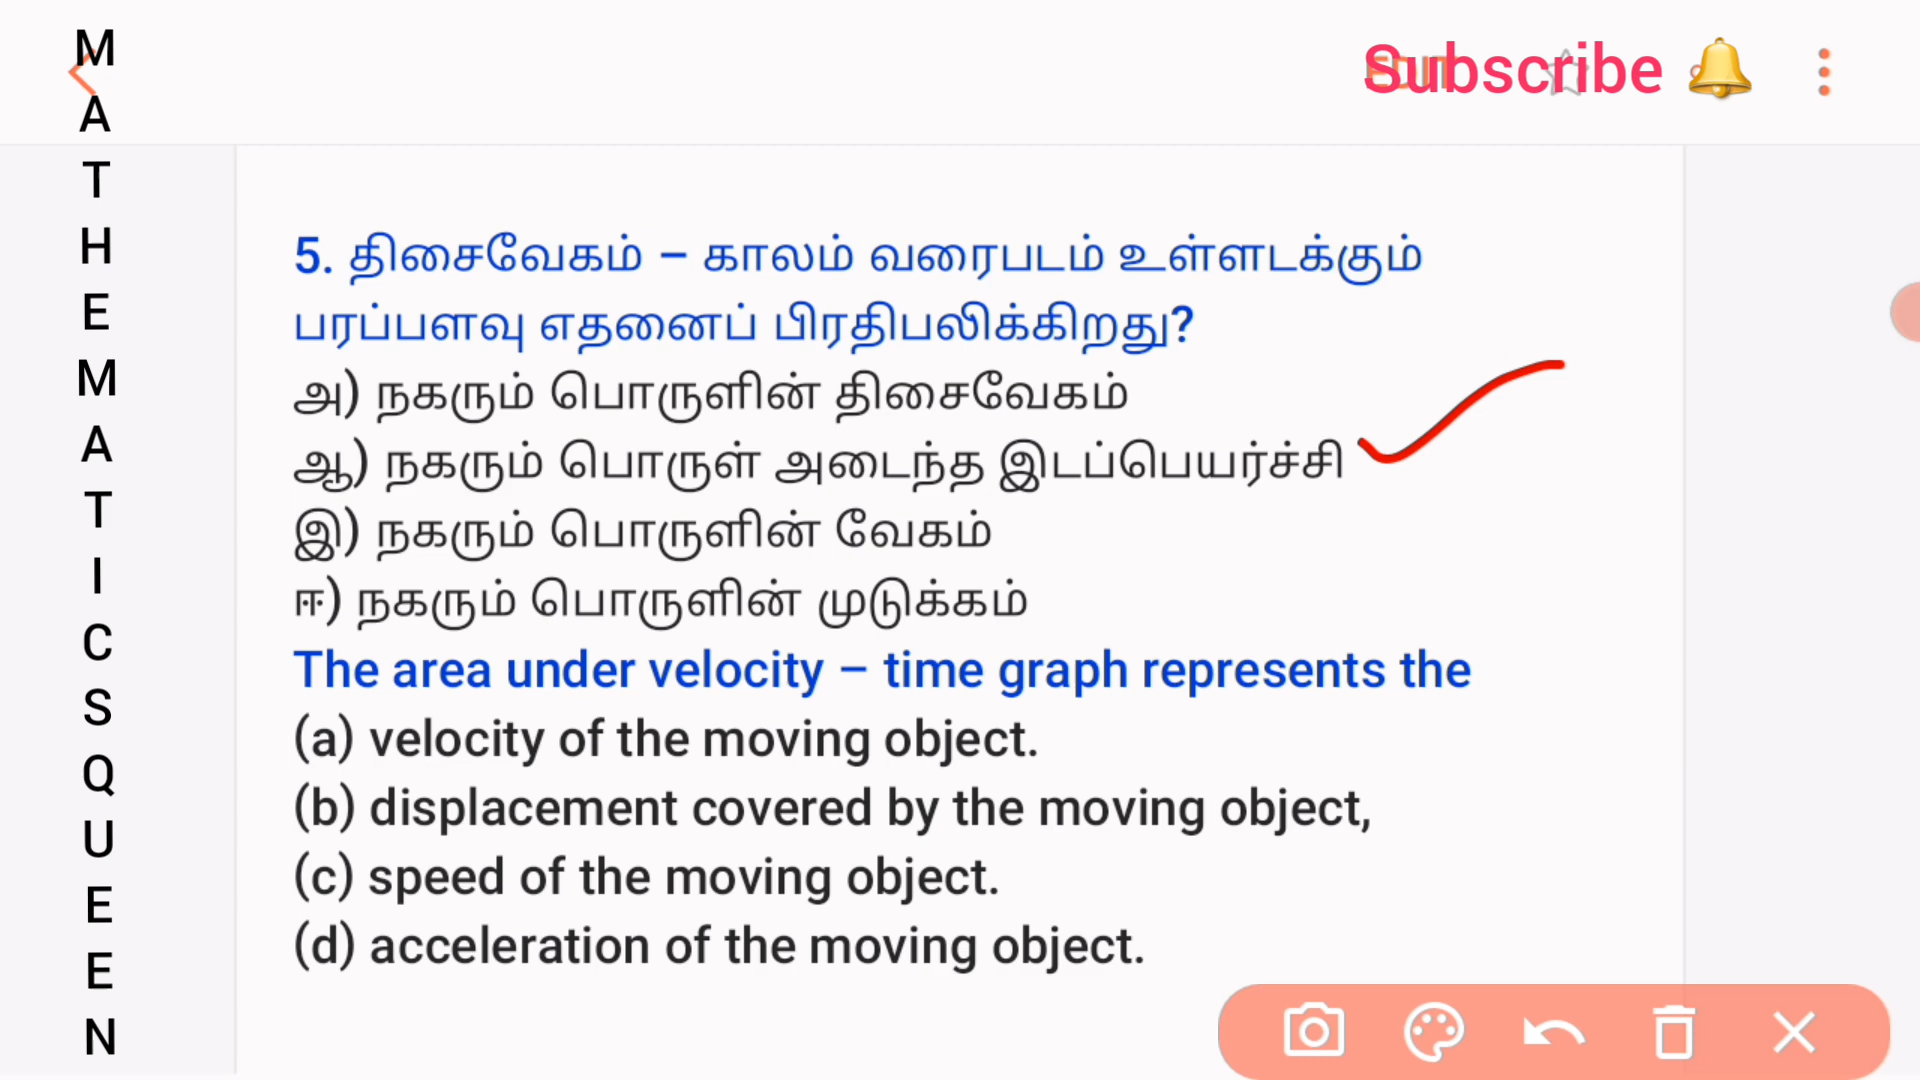 Subscribe 🔔
MATHEMATICSQUEEN
5. திசைவேகம் – காலம் வரைபடம் உள்ளடக்கும்
பரப்பளவு எதனைப் பிரதிபலிக்கிறது?
அ) நகரும் பொருளின் திசைவேகம்
ஆ) நகரும் பொருள் அடைந்த இடப்பெயர்ச்சி
இ) நகரும் பொருளின் வேகம்
ஈ) நகரும் பொருளின் முடுக்கம்
The area under velocity – time graph represents the
(a) velocity of the moving object.
(b) displacement covered by the moving object,
(c) speed of the moving object.
(d) acceleration of the moving object.